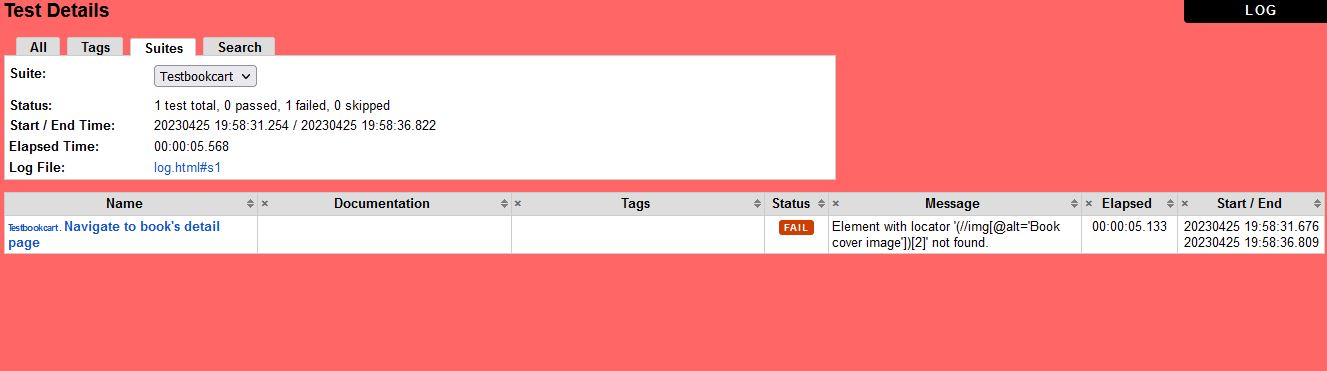 Test Details
LOG
All Tags Suites Search
Suite: Testbookcart
Status: 1 test total, 0 passed, 1 failed, 0 skipped
Start / End Time: 20230425 19:58:31.254 / 20230425 19:58:36.822
Elapsed Time: 00:00:05.568
Log File: log.html#s1
Name × Documentation × Tags Status × Message × Elapsed × Start / End
Testbookcart. Navigate to book's detail FAIL Element with locator '(//img[@alt='Book 00:00:05.133 20230425 19:58:31.676
page cover image'])[2]' not found. 20230425 19:58:36.809